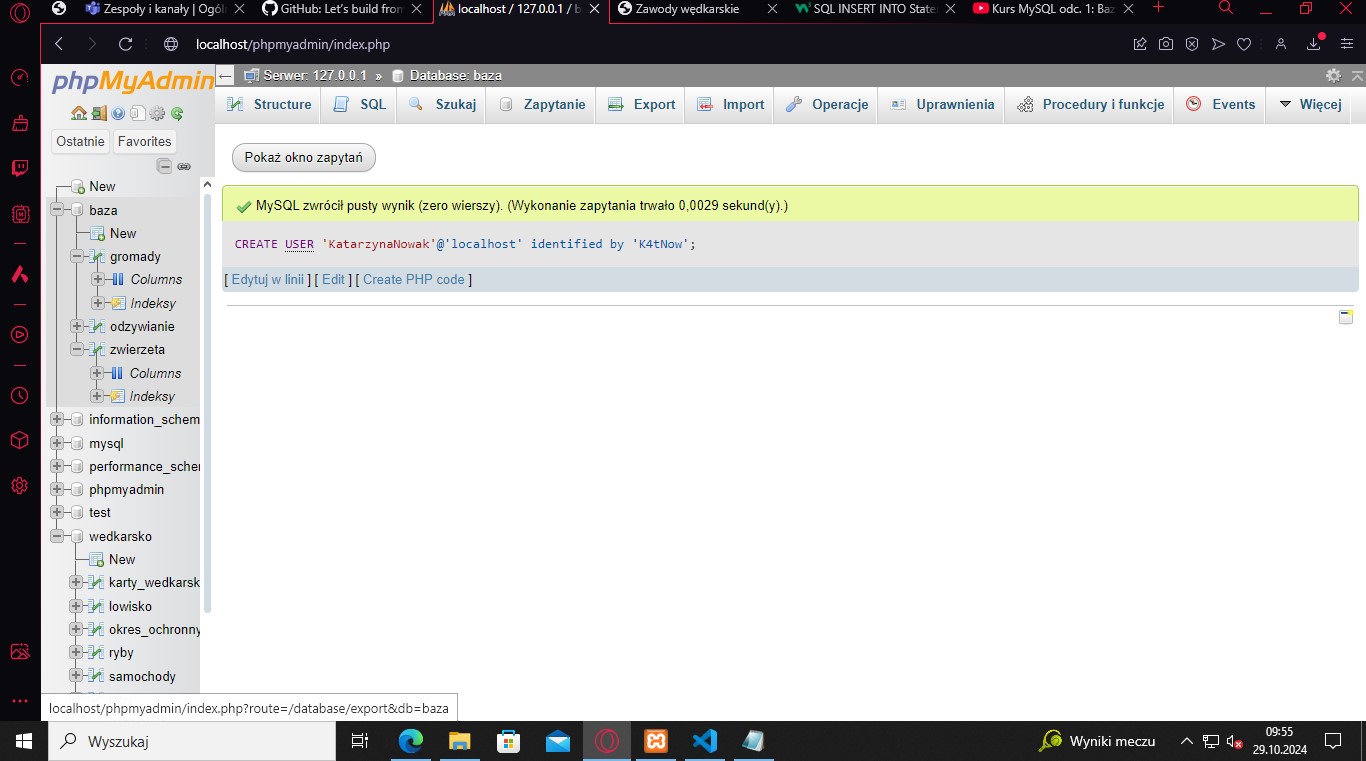 Zespoły i kanały | Ogól
GitHub: Let's build from
localhost / 127.0.0.1 / b
Zawody wędkarskie
SQL INSERT INTO State
Kurs MySQL odc. 1: Baz
localhost/phpmyadmin/index.php
phpMyAdmin
Serwer: 127.0.0.1 » Database: baza
Structure SQL Szukaj Zapytanie Export Import Operacje Uprawnienia Procedury i funkcje Events Więcej
Ostatnie Favorites
Pokaż okno zapytań
MySQL zwrócił pusty wynik (zero wierszy). (Wykonanie zapytania trwało 0,0029 sekund(y).)
CREATE USER 'KatarzynaNowak'@'localhost' identified by 'K4tNow';
[ Edytuj w linii ] [ Edit ] [ Create PHP code ]
New
baza
New
gromady
Columns
Indeksy
odzywianie
zwierzeta
Columns
Indeksy
information_schem
mysql
performance_scher
phpmyadmin
test
wedkarsko
New
karty_wedkarsk
lowisko
okres_ochronny
ryby
samochody
localhost/phpmyadmin/index.php?route=/database/export&db=baza
Wyszukaj
Wyniki meczu
09:55
29.10.2024